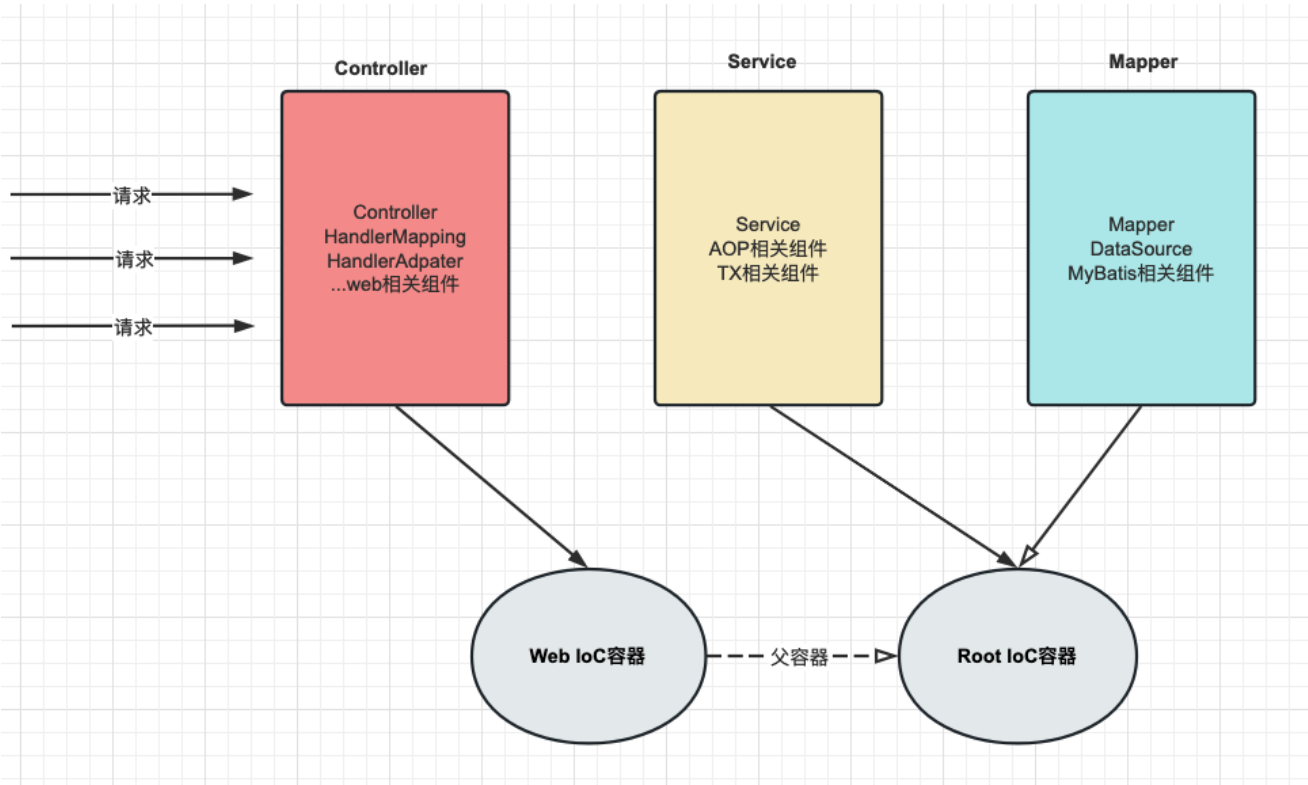 Controller
Service
Mapper
请求
请求
请求
Controller
HandlerMapping
HandlerAdpater
...web相关组件
Service
AOP相关组件
TX相关组件
Mapper
DataSource
MyBatis相关组件
Web IoC容器
父容器
Root IoC容器